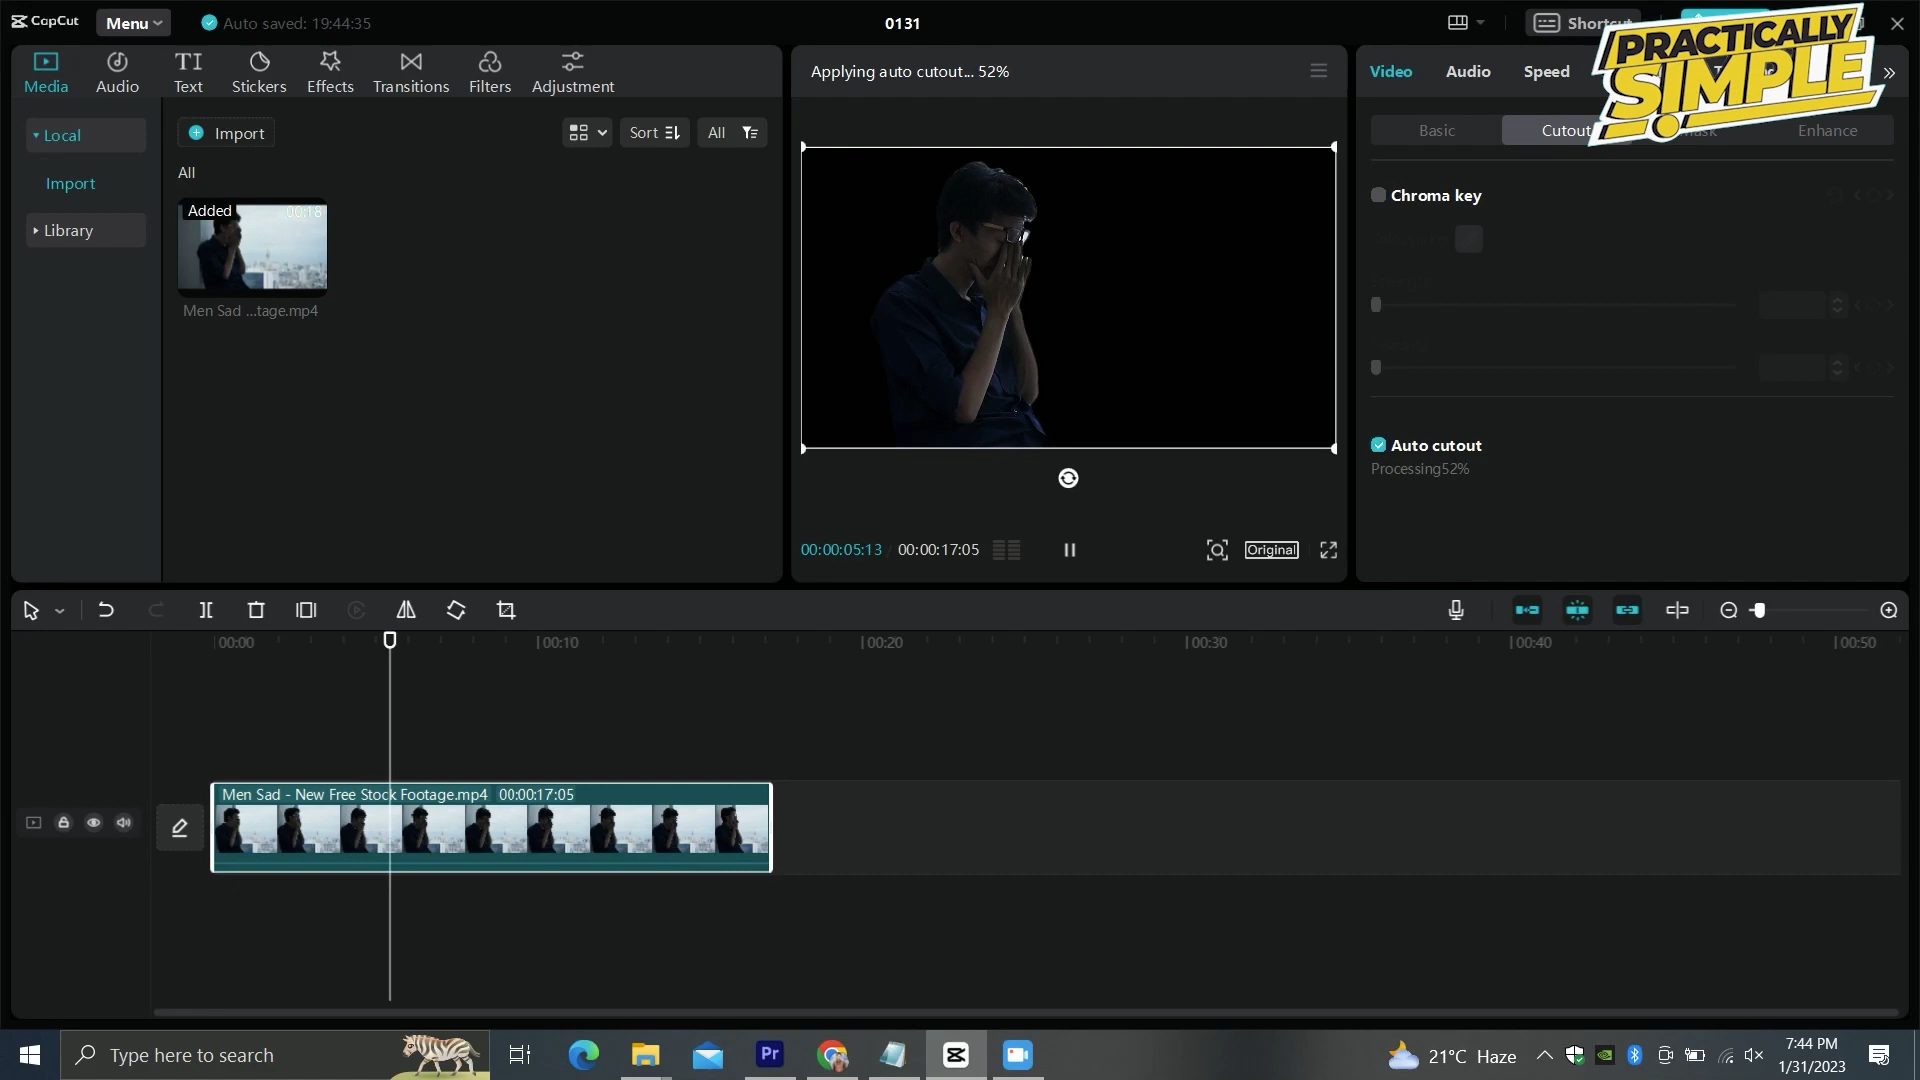 CapCut
Menu
Auto saved: 19:44:35
0131
Shortcut
PRACTICALLY
SIMPLE
Media
Audio
Text
Stickers
Effects
Transitions
Filters
Adjustment
Local
Import
Library
Import
Sort
All
All
Added
00:18
Men Sad ...tage.mp4
Applying auto cutout... 52%
00:00:05:13
00:00:17:05
Original
Video
Audio
Speed
Basic
Cutout
Mask
Enhance
Chroma key
Auto cutout
Processing52%
00:00
00:10
00:20
00:30
00:40
00:50
Men Sad - New Free Stock Footage.mp4 00:00:17:05
Type here to search
Pr
21°C Haze
7:44 PM
1/31/2023